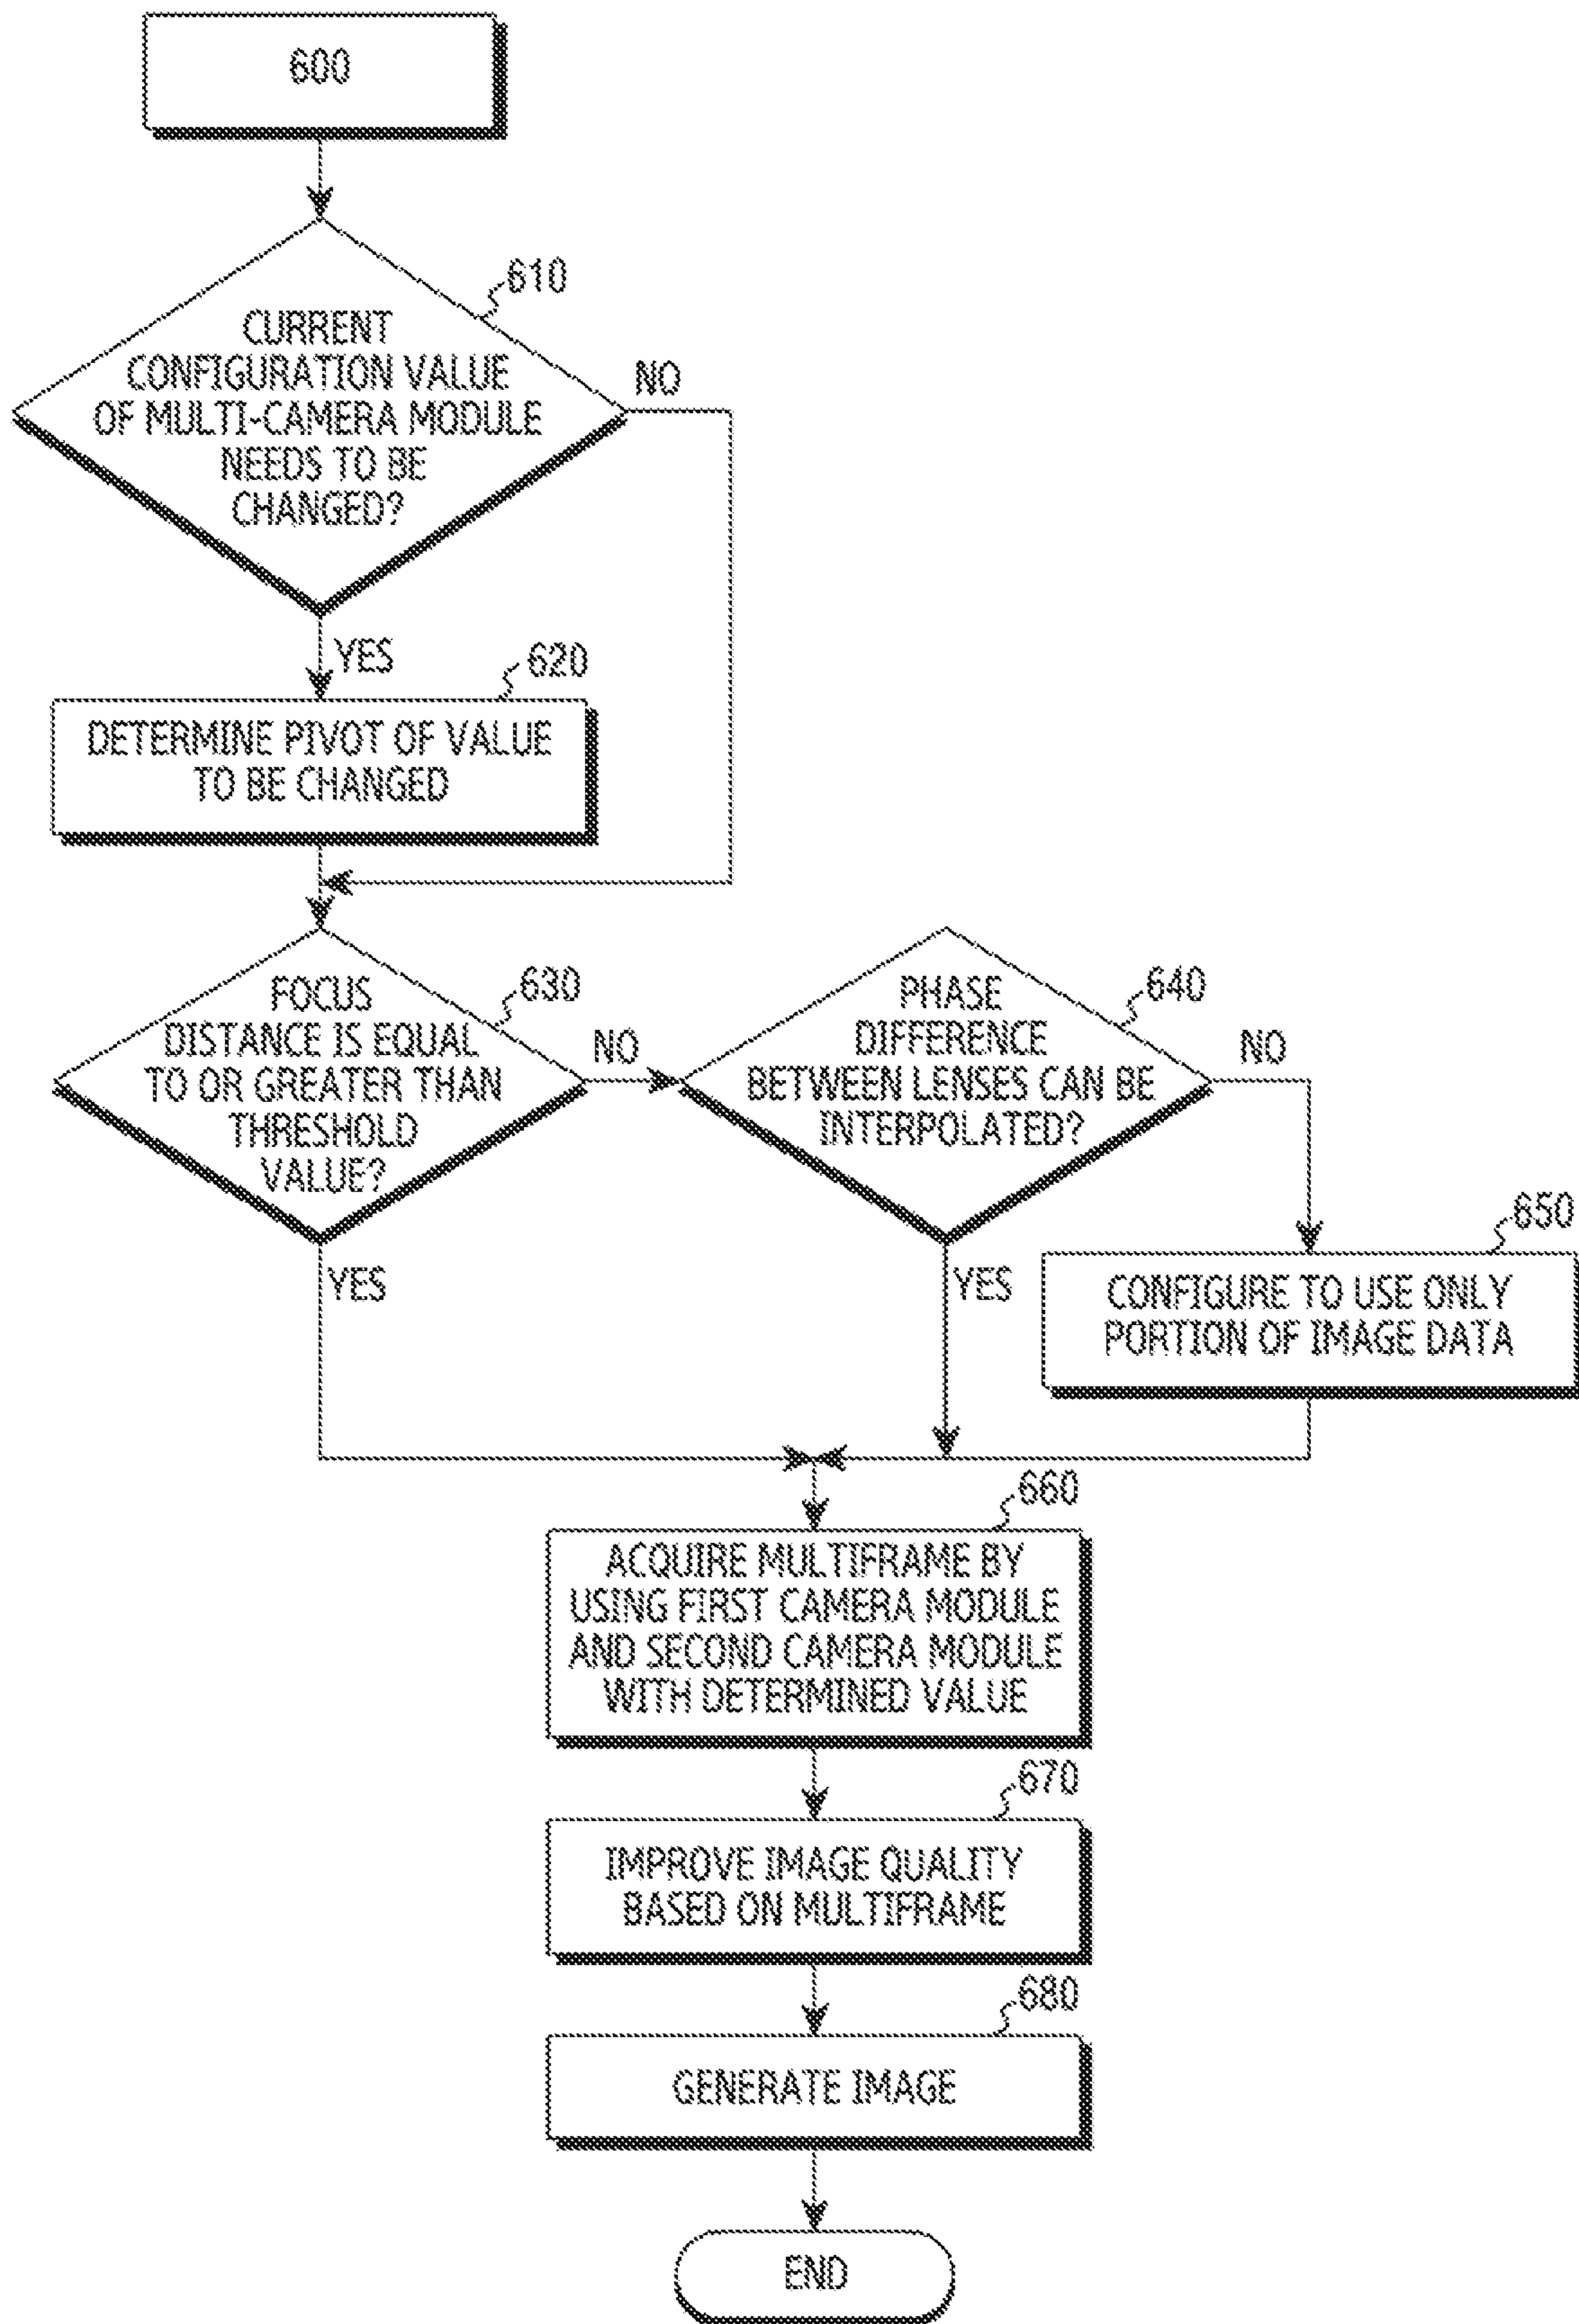 600
610
CURRENT
CONFIGURATION VALUE
OF MULTI-CAMERA MODULE
NEEDS TO BE
CHANGED?
NO
YES
620
DETERMINE PIVOT OF VALUE
TO BE CHANGED
630
FOCUS
DISTANCE IS EQUAL
TO OR GREATER THAN
THRESHOLD
VALUE?
NO
YES
640
PHASE
DIFFERENCE
BETWEEN LENSES CAN BE
INTERPOLATED?
NO
YES
650
CONFIGURE TO USE ONLY
PORTION OF IMAGE DATA
660
ACQUIRE MULTIFRAME BY
USING FIRST CAMERA MODULE
AND SECOND CAMERA MODULE
WITH DETERMINED VALUE
670
IMPROVE IMAGE QUALITY
BASED ON MULTIFRAME
680
GENERATE IMAGE
END